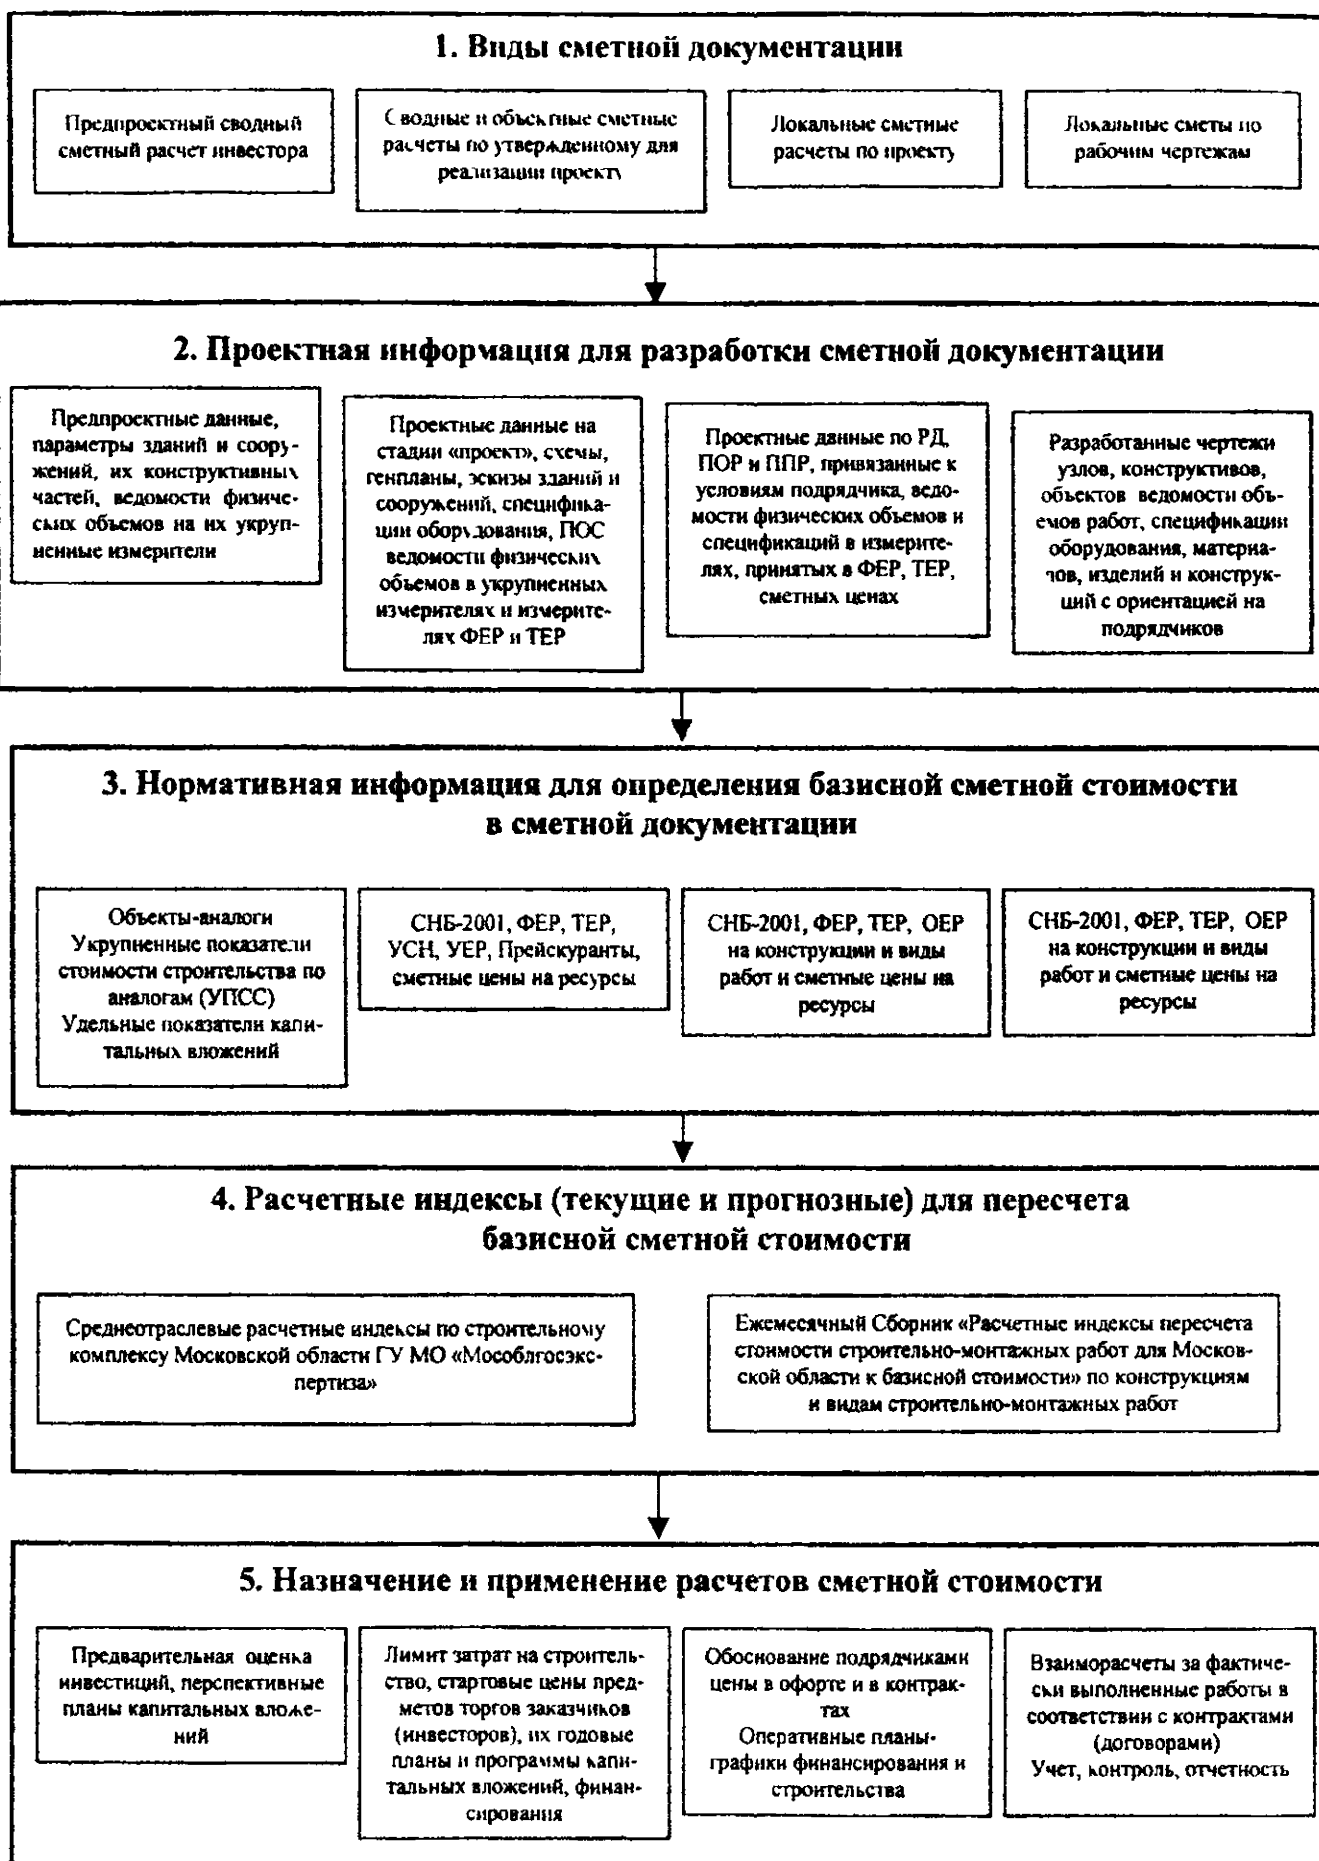 1. Виды сметной документации
Предпроектный сводный
сметный расчет инвестора
Сводные и объектные сметные
расчеты по утвержденному для
реализации проекту
Локальные сметные
расчеты по проекту
Локальные сметы по
рабочим чертежам
2. Проектная информация для разработки сметной документации
Предпроектные данные,
параметры зданий и соору-
жений, их конструктивных
частей, ведомости физиче-
ских объемов на их укруп-
ненные измерители
Проектные данные на
стадии «проект», схемы,
генпланы, эскизы зданий и
сооружений, специфика-
ции оборудования, ПОС
ведомости физических
объемов в укрупненных
измерителях и измерите-
лях ФЕР и ТЕР
Проектные данные по РД,
ПОР и ППР, привязанные к
условиям подрядчика, ведо-
мости физических объемов и
спецификаций в измерите-
лях, принятых в ФЕР, ТЕР,
сметных ценах
Разработанные чертежи
узлов, конструктивов,
объектов ведомости объ-
емов работ, спецификации
оборудования, материа-
лов, изделий и конструк-
ций с ориентацией на
подрядчиков
3. Нормативная информация для определения базисной сметной стоимости
в сметной документации
Объекты-аналоги
Укрупненные показатели
стоимости строительства по
аналогам (УПСС)
Удельные показатели капи-
тальных вложений
СНБ-2001, ФЕР, ТЕР,
УСН, УЕР, Прейскуранты,
сметные цены на ресурсы
СНБ-2001, ФЕР, ТЕР, ОЕР
на конструкции и виды
работ и сметные цены на
ресурсы
СНБ-2001, ФЕР, ТЕР, ОЕР
на конструкции и виды
работ и сметные цены на
ресурсы
4. Расчетные индексы (текущие и прогнозные) для пересчета
базисной сметной стоимости
Среднеотраслевые расчетные индексы по строительному
комплексу Московской области ГУ МО «Мособлгосэкс-
пертиза»
Ежемесячный Сборник «Расчетные индексы пересчета
стоимости строительно-монтажных работ для Москов-
ской области к базисной стоимости» по конструкциям
и видам строительно-монтажных работ
5. Назначение и применение расчетов сметной стоимости
Предварительная оценка
инвестиций, перспективные
планы капитальных вложе-
ний
Лимит затрат на строитель-
ство, стартовые цены пред-
метов торгов заказчиков
(инвесторов), их годовые
планы и программы капи-
тальных вложений, финан-
сирования
Обоснование подрядчиками
цены в оферте и в контрак-
тах
Оперативные планы-
графики финансирования и
строительства
Взаиморасчеты за фактиче-
ски выполненные работы в
соответствии с контрактами
(договорами)
Учет, контроль, отчетность